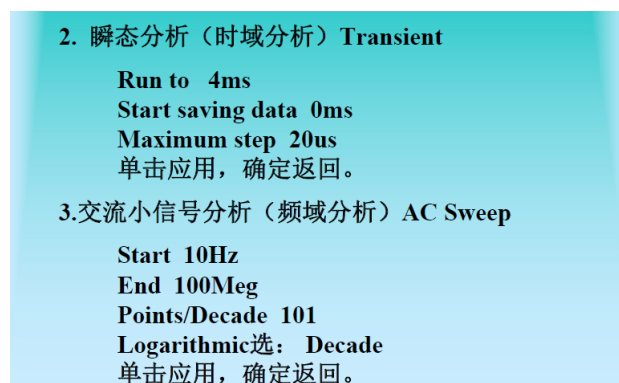 2. 瞬态分析（时域分析）Transient
Run to 4ms
Start saving data 0ms
Maximum step 20us
单击应用，确定返回。
3.交流小信号分析（频域分析）AC Sweep
Start 10Hz
End 100Meg
Points/Decade 101
Logarithmic选： Decade
单击应用，确定返回。